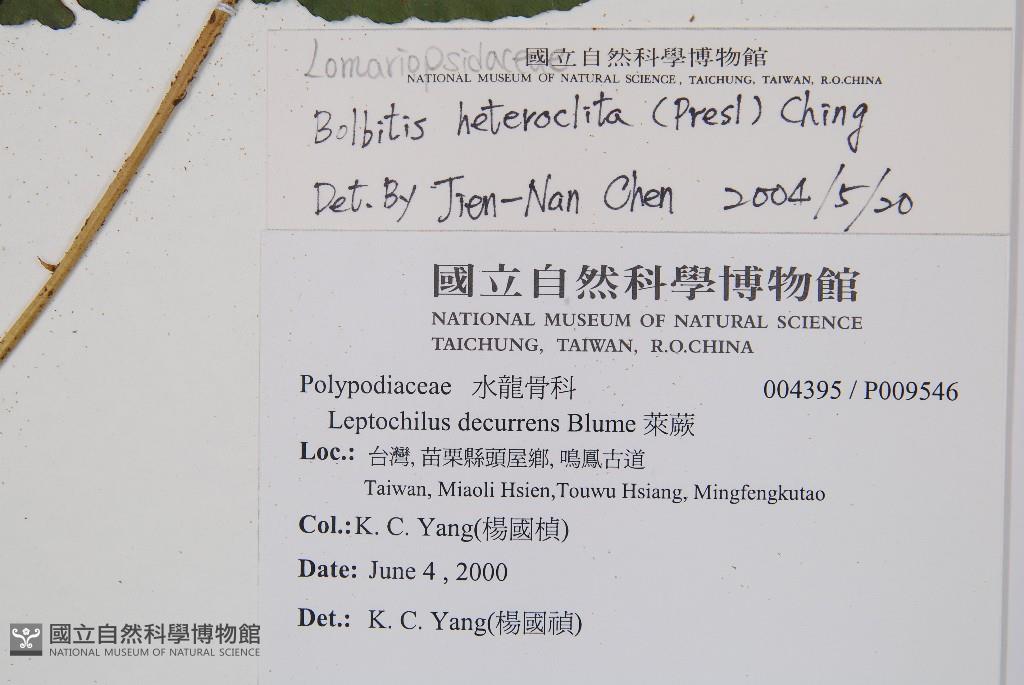 Lomariopsidaceae
國立自然科學博物館
NATIONAL MUSEUM OF NATURAL SCIENCE, TAICHUNG, TAIWAN, R.O.CHINA
Bolbitis heteroclita (Presl) Ching
Det. By Jien-Nan Chen 2004/5/20
國立自然科學博物館
NATIONAL MUSEUM OF NATURAL SCIENCE
TAICHUNG, TAIWAN, R.O.CHINA
Polypodiaceae 水龍骨科 004395 / P009546
Leptochilus decurrens Blume 萊蕨
Loc.: 台灣, 苗栗縣頭屋鄉, 鳴鳳古道
Taiwan, Miaoli Hsien,Touwu Hsiang, Mingfengkutao
Col.:K. C. Yang(楊國楨)
Date: June 4 , 2000
Det.: K. C. Yang(楊國禎)
國立自然科學博物館
NATIONAL MUSEUM OF NATURAL SCIENCE